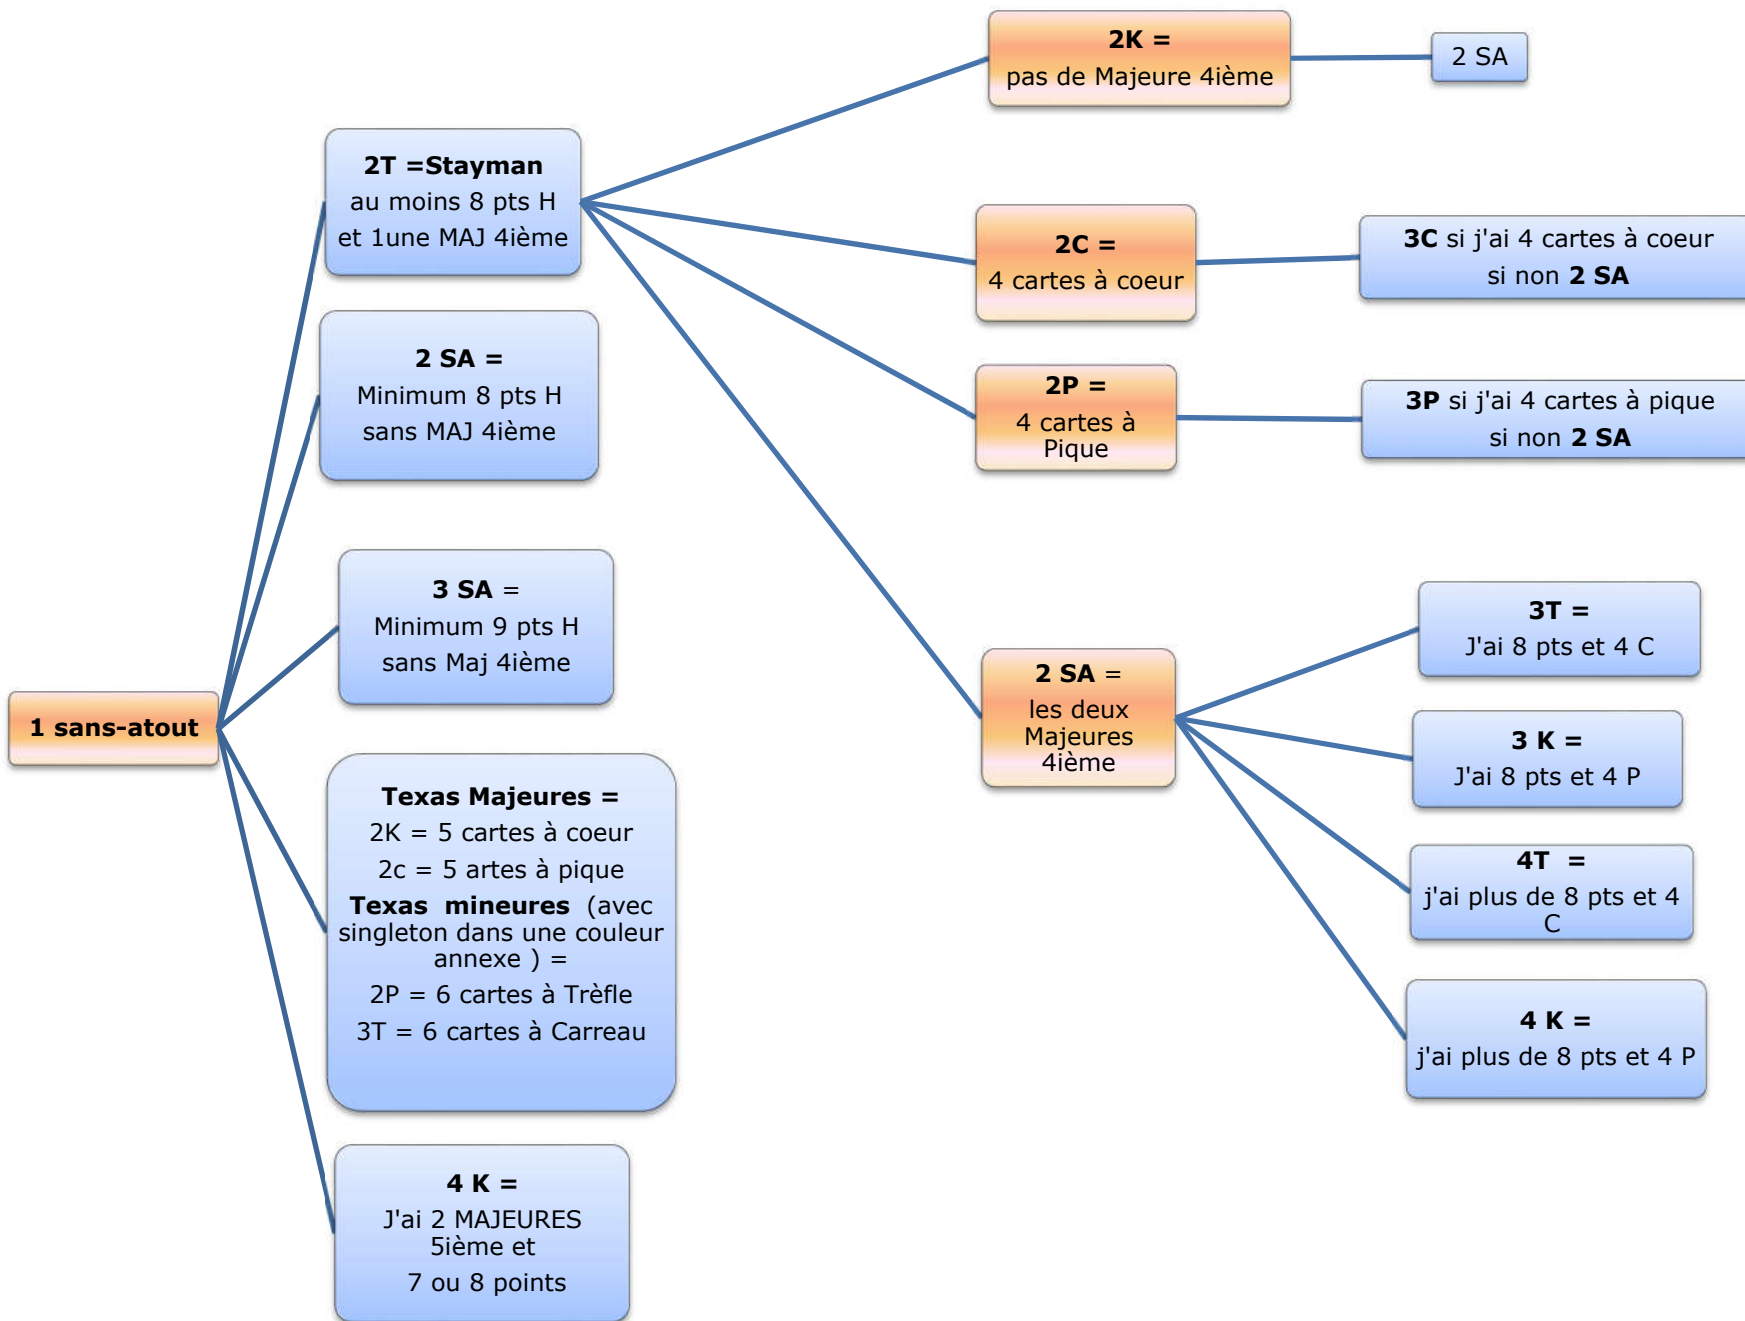 1 sans-atout
2T =Stayman
au moins 8 pts H
et 1une MAJ 4ième
2 SA =
Minimum 8 pts H
sans MAJ 4ième
3 SA =
Minimum 9 pts H
sans Maj 4ième
Texas Majeures =
2K = 5 cartes à coeur
2c = 5 artes à pique
Texas mineures (avec
singleton dans une couleur
annexe ) =
2P = 6 cartes à Trèfle
3T = 6 cartes à Carreau
4 K =
J'ai 2 MAJEURES
5ième et
7 ou 8 points
2K =
pas de Majeure 4ième
2 SA
2C =
4 cartes à coeur
3C si j'ai 4 cartes à coeur
si non 2 SA
2P =
4 cartes à
Pique
3P si j'ai 4 cartes à pique
si non 2 SA
2 SA =
les deux
Majeures
4ième
3T =
J'ai 8 pts et 4 C
3 K =
J'ai 8 pts et 4 P
4T =
j'ai plus de 8 pts et 4
C
4 K =
j'ai plus de 8 pts et 4 P